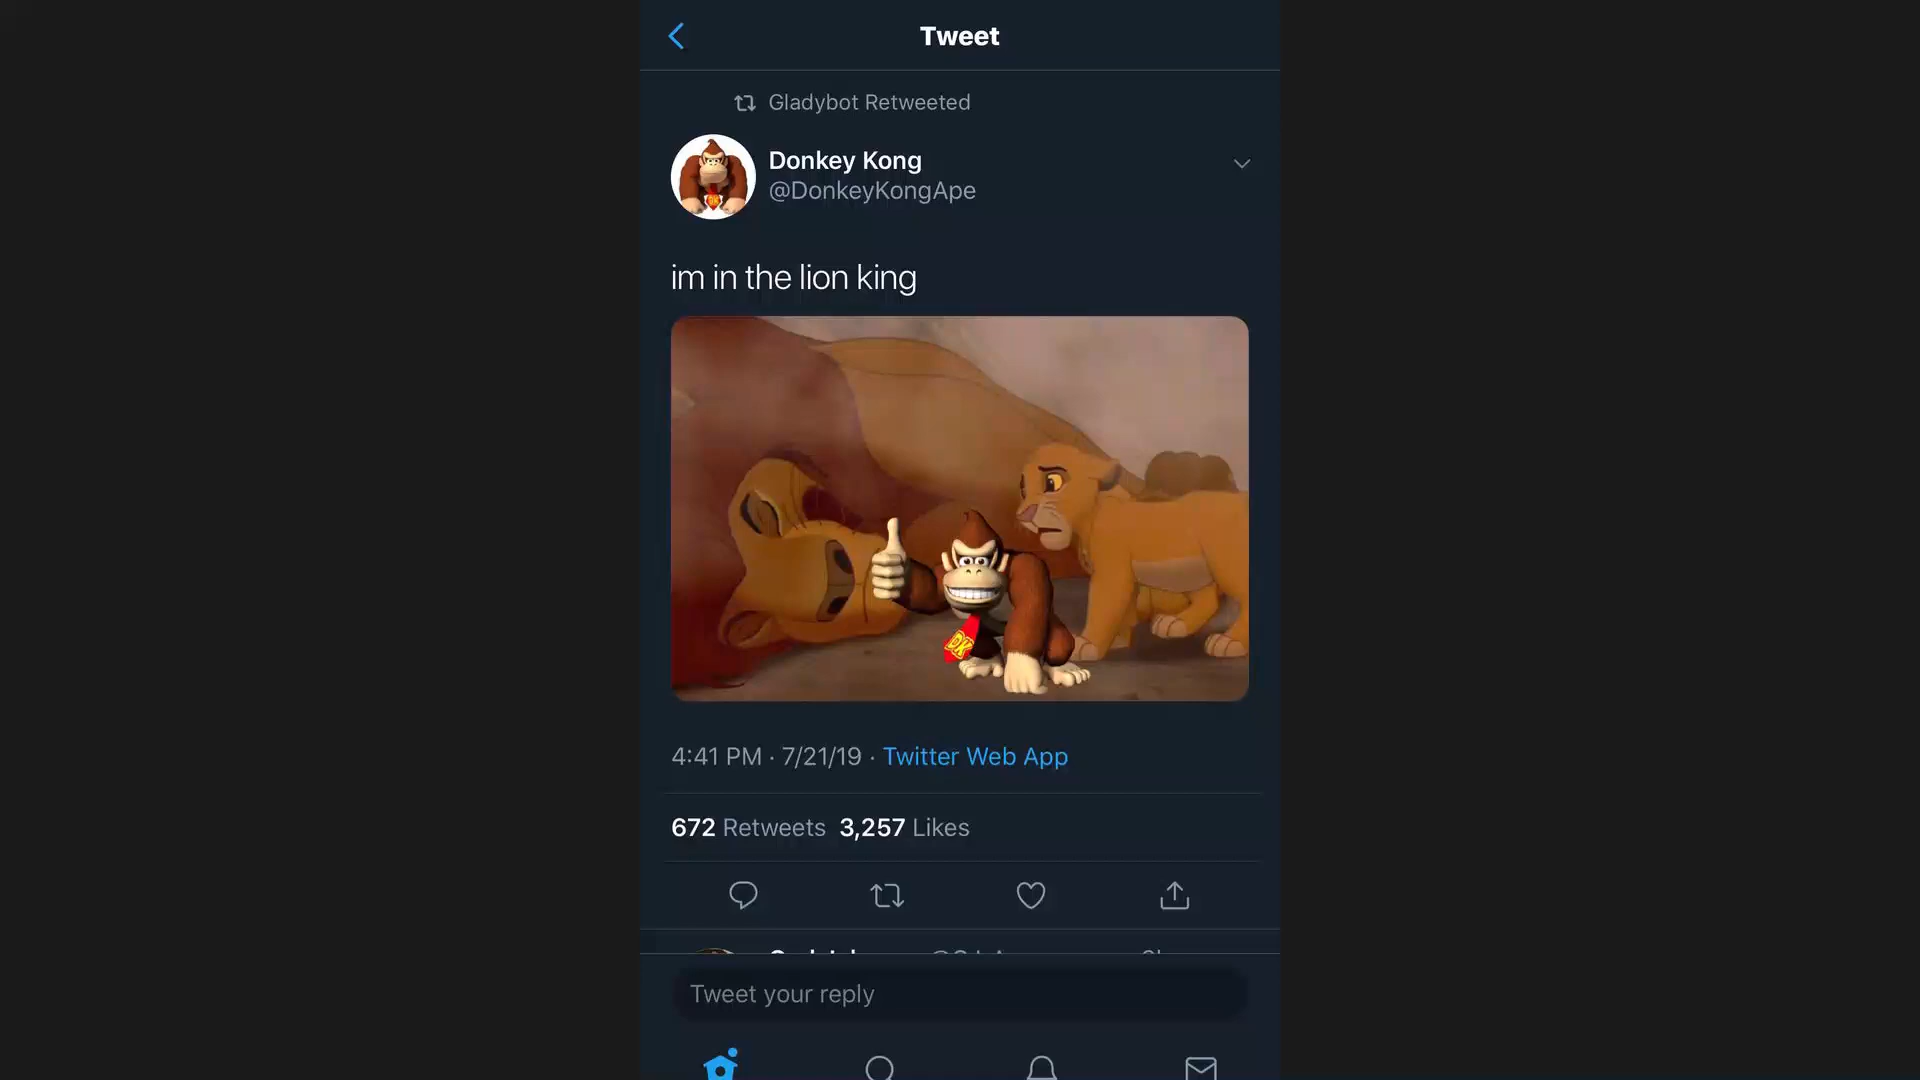 Tweet
Gladybot Retweeted
Donkey Kong
@DonkeyKongApe
im in the lion king
DK
DK
4:41 PM · 7/21/19 · Twitter Web App
672 Retweets 3,257 Likes
Tweet your reply